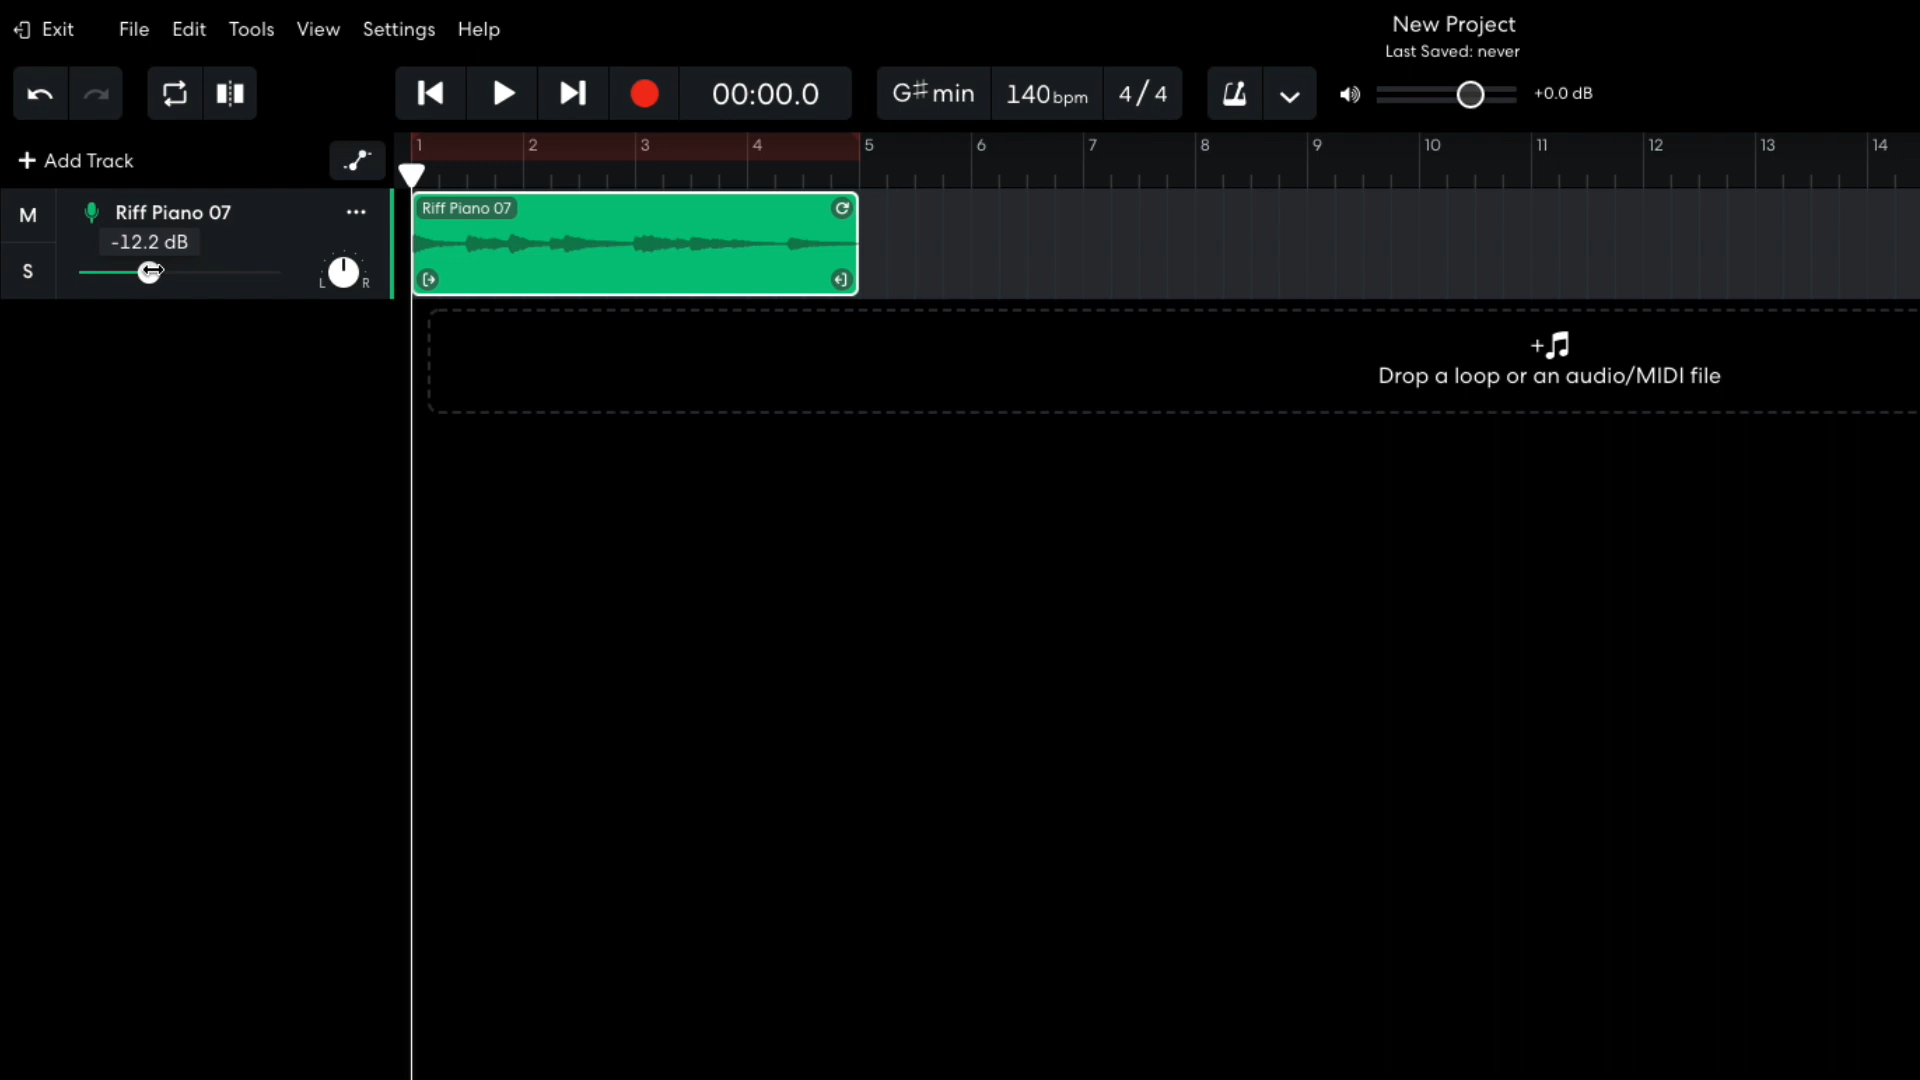 Exit File Edit Tools View Settings Help
New Project
Last Saved: never
00:00.0 G♯min 140bpm 4/4 +0.0 dB
Add Track
1 2 3 4 5 6 7 8 9 10 11 12 13 14
M Riff Piano 07
-12.2 dB
S L R
Riff Piano 07
Drop a loop or an audio/MIDI file